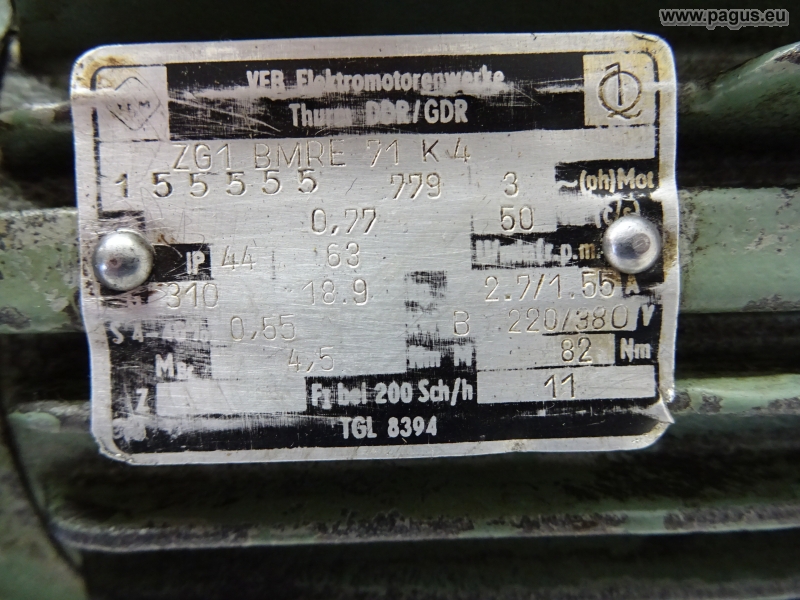 www.pagus.eu
VEB Elektromotorenwerke
Thurm DDR/GDR
ZG1 BMRE 71 K 4
155555 779 3 ~(ph)Mot
0,77 50 (c/s)
IP 44 63 r.p.m.
310 18.9 2.7/1.55 A
S4 0,55 B 220/380/V
4,5 82 Nm
Z FI bei 200 Sch/h 11
TGL 8394